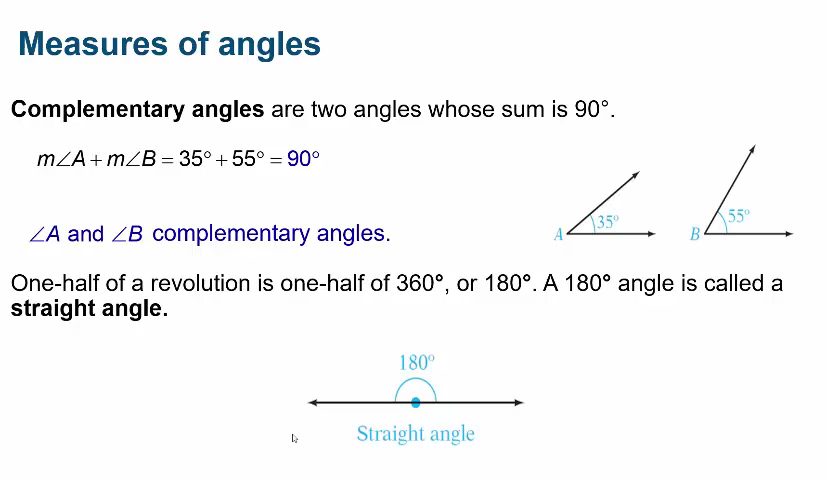 Measures of angles
Complementary angles are two angles whose sum is 90°.
m∠A + m∠B = 35° + 55° = 90°
A 35°
B 55°
∠A and ∠B complementary angles.
One-half of a revolution is one-half of 360°, or 180°. A 180° angle is called a
straight angle.
180°
Straight angle